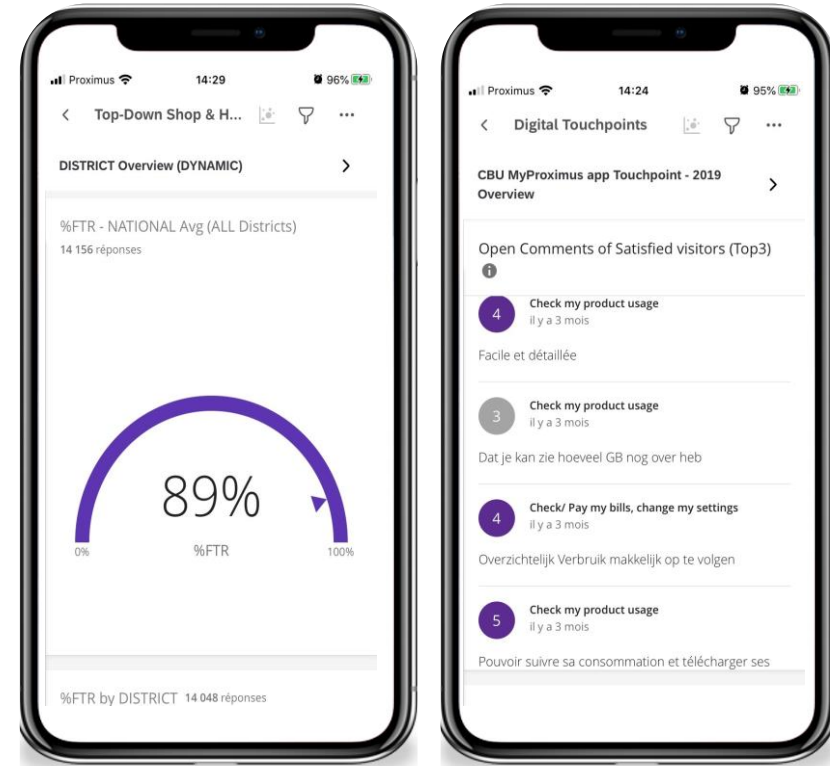 Proximus 14:29 96%
Top-Down Shop & H...
DISTRICT Overview (DYNAMIC)
%FTR - NATIONAL Avg (ALL Districts)
14 156 réponses
89%
0% %FTR 100%
%FTR by DISTRICT 14 048 réponses
Proximus 14:24 95%
Digital Touchpoints
CBU MyProximus app Touchpoint - 2019
Overview
Open Comments of Satisfied visitors (Top3)
4 Check my product usage
il y a 3 mois
Facile et détaillée
3 Check my product usage
il y a 3 mois
Dat je kan zie hoeveel GB nog over heb
4 Check/ Pay my bills, change my settings
il y a 3 mois
Overzichtelijk Verbruik makkelijk op te volgen
5 Check my product usage
il y a 3 mois
Pouvoir suivre sa consommation et télécharger ses